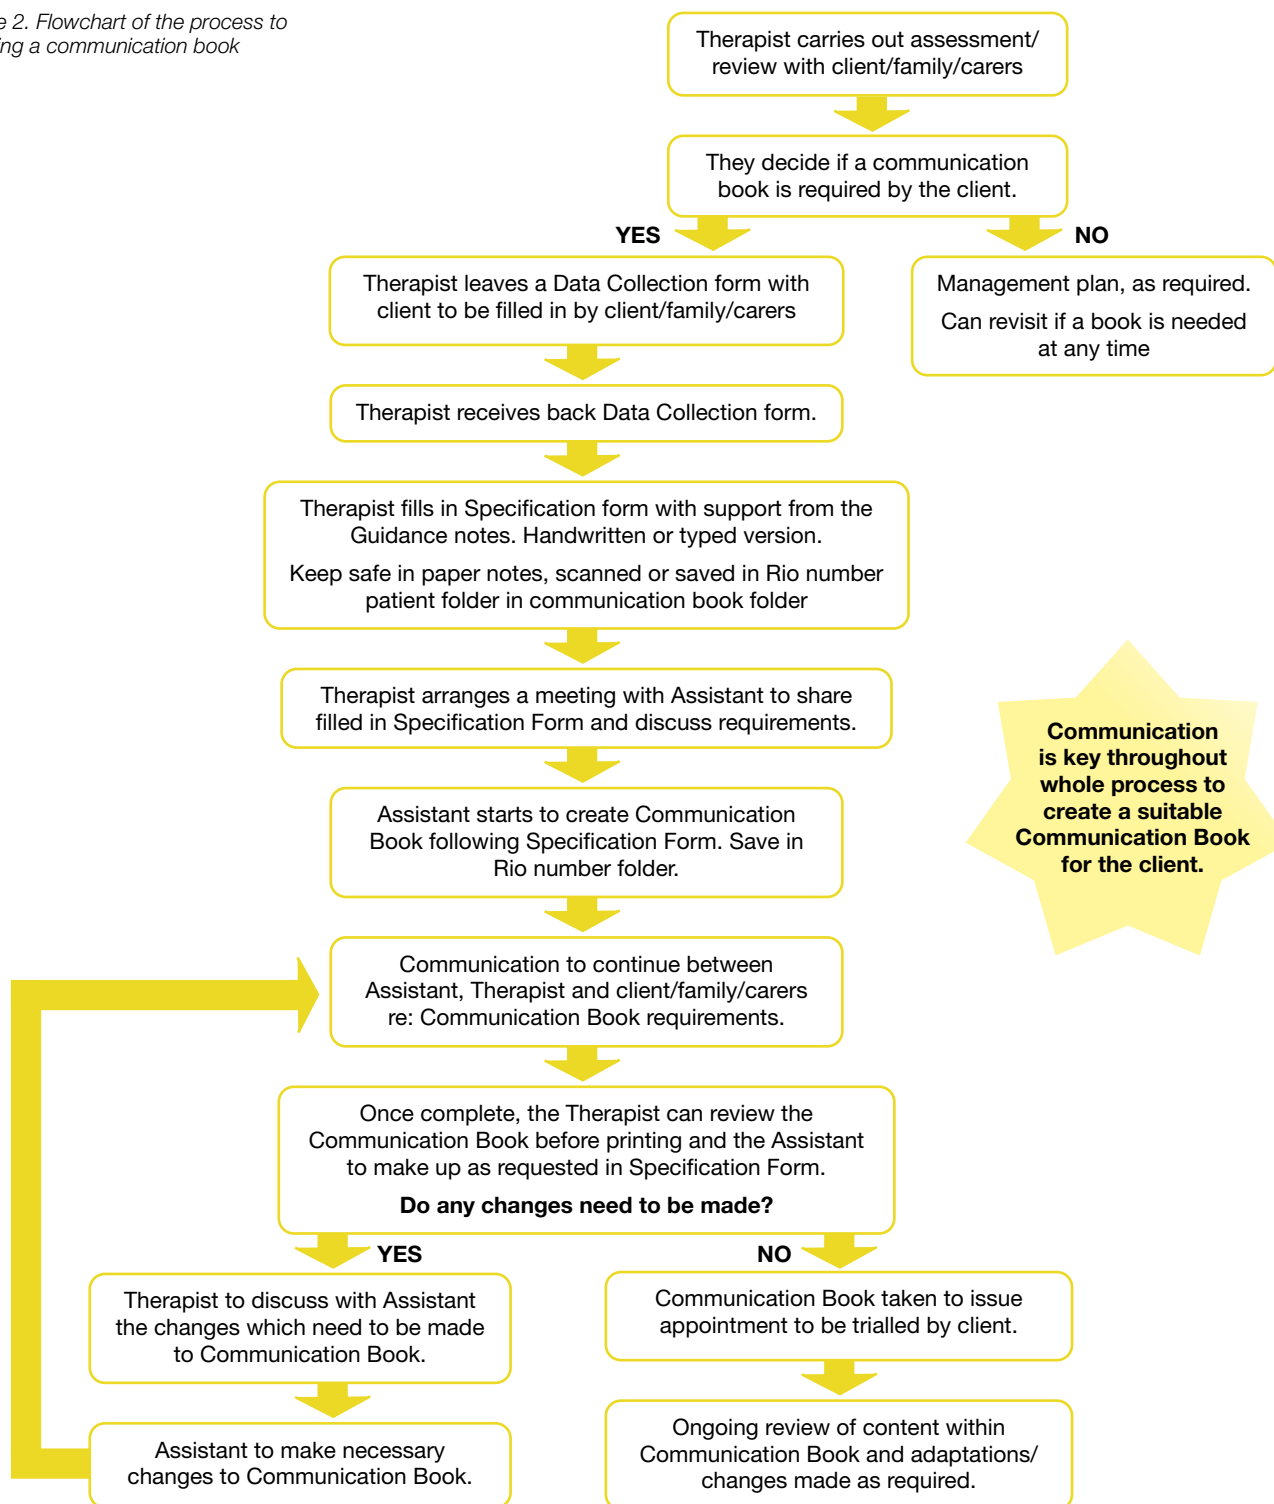 e 2. Flowchart of the process to
ing a communication book
Therapist carries out assessment/
review with client/family/carers
They decide if a communication
book is required by the client.
YES
NO
Therapist leaves a Data Collection form with
client to be filled in by client/family/carers
Management plan, as required.
Can revisit if a book is needed
at any time
Therapist receives back Data Collection form.
Therapist fills in Specification form with support from the
Guidance notes. Handwritten or typed version.
Keep safe in paper notes, scanned or saved in Rio number
patient folder in communication book folder
Therapist arranges a meeting with Assistant to share
filled in Specification Form and discuss requirements.
Communication
is key throughout
whole process to
create a suitable
Communication Book
for the client.
Assistant starts to create Communication
Book following Specification Form. Save in
Rio number folder.
Communication to continue between
Assistant, Therapist and client/family/carers
re: Communication Book requirements.
Once complete, the Therapist can review the
Communication Book before printing and the Assistant
to make up as requested in Specification Form.
Do any changes need to be made?
YES
NO
Therapist to discuss with Assistant
the changes which need to be made
to Communication Book.
Communication Book taken to issue
appointment to be trialled by client.
Assistant to make necessary
changes to Communication Book.
Ongoing review of content within
Communication Book and adaptations/
changes made as required.